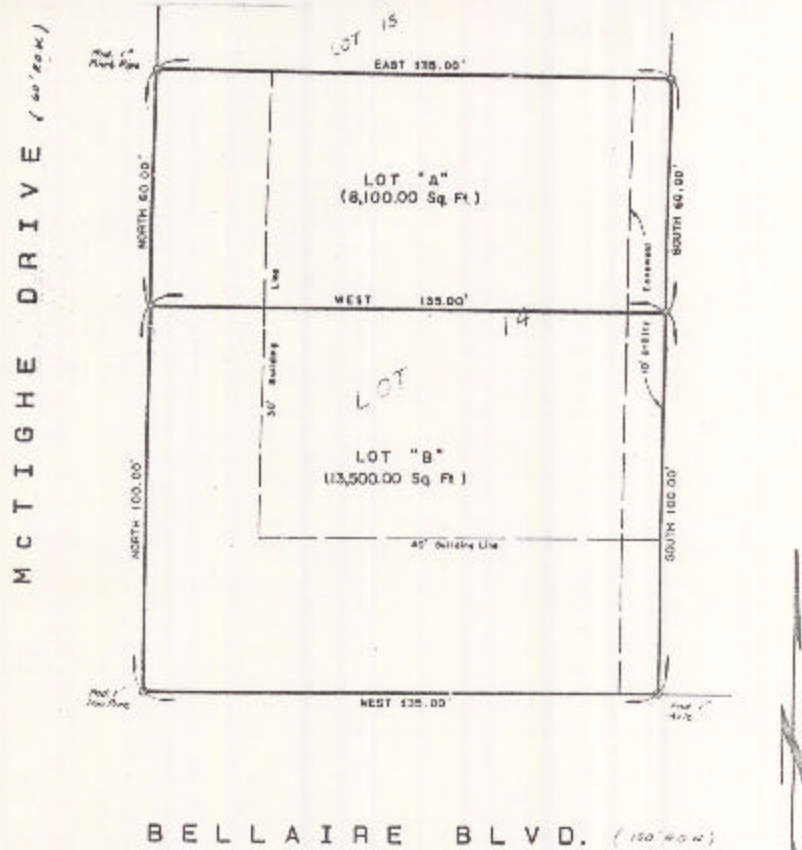 LOT 15
EAST 135.00'
MCTIGHE DRIVE (60' R.O.W.)
NORTH 60.00'
LOT "A"
(8,100.00 Sq. Ft.)
SOUTH 60.00'
WEST 135.00'
LOT 14
30' Building Line
10' Utility Easement
LOT "B"
(13,500.00 Sq. Ft.)
NORTH 100.00'
SOUTH 100.00'
40' Building Line
WEST 135.00'
BELLAIRE BLVD. (150' R.O.W.)